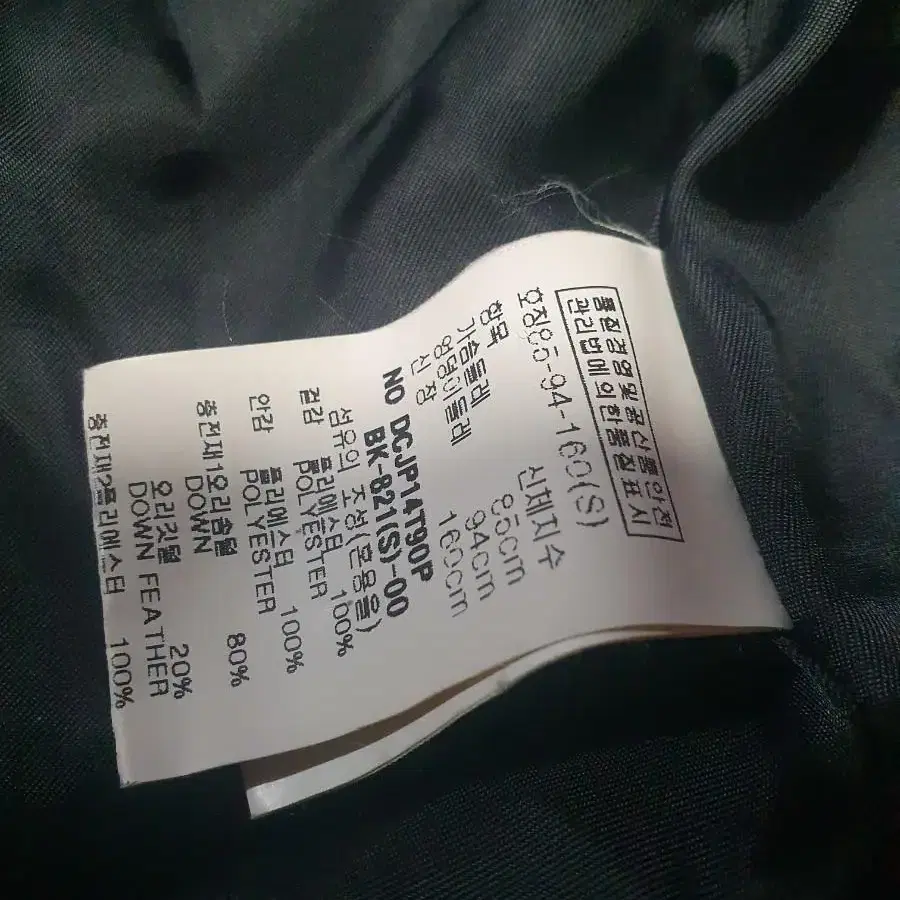 품질경영및공산품안전
관리법에의한품질표시
호칭85-94-160(S)
항목 신체치수
가슴둘레 85cm
엉덩이둘레 94cm
신장 160cm
NO DCJP14T90P
BK-821(S)-00
섬유의 조성(혼용율)
겉감 폴리에스터 100%
POLYESTER
안감 폴리에스터 100%
POLYESTER
충전재1오리솜털 80%
DOWN
오리깃털 20%
DOWN FEATHER
충전재2폴리에스터 100%